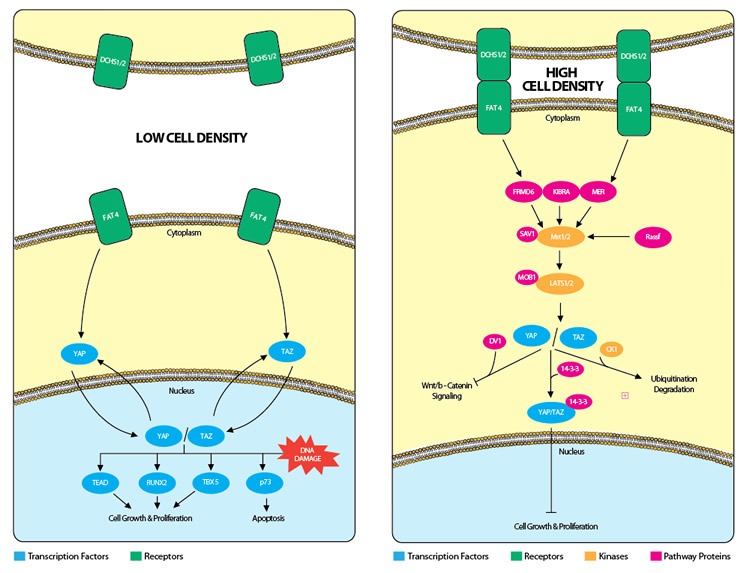 DCHS1/2
DCHS1/2
LOW CELL DENSITY
FAT4
FAT4
Cytoplasm
YAP
TAZ
Nucleus
YAP
/
TAZ
DNA
DAMAGE
TEAD
RUNX2
TBX5
p73
Cell Growth & Proliferation
Apoptosis
Transcription Factors
Receptors
DCHS1/2
DCHS1/2
HIGH
CELL DENSITY
FAT4
FAT4
Cytoplasm
FRMD6
KIBRA
MER
SAV1
Mst1/2
Rassf
MOB1
LATS1/2
YAP
/
TAZ
DV1
CK1
14-3-3
Wnt/b - Catenin
Signaling
Ubiquitination
Degradation
14-3-3
YAP/TAZ
Nucleus
Cell Growth & Proliferation
Transcription Factors
Receptors
Kinases
Pathway Proteins